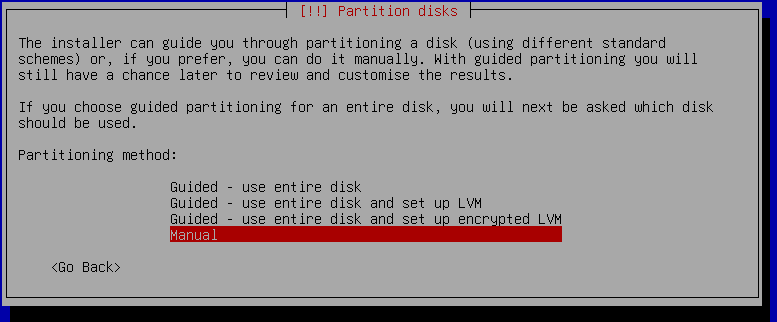 [!!] Partition disks
The installer can guide you through partitioning a disk (using different standard
schemes) or, if you prefer, you can do it manually. With guided partitioning you will
still have a chance later to review and customise the results.
If you choose guided partitioning for an entire disk, you will next be asked which disk
should be used.
Partitioning method:
Guided - use entire disk
Guided - use entire disk and set up LVM
Guided - use entire disk and set up encrypted LVM
Manual
<Go Back>